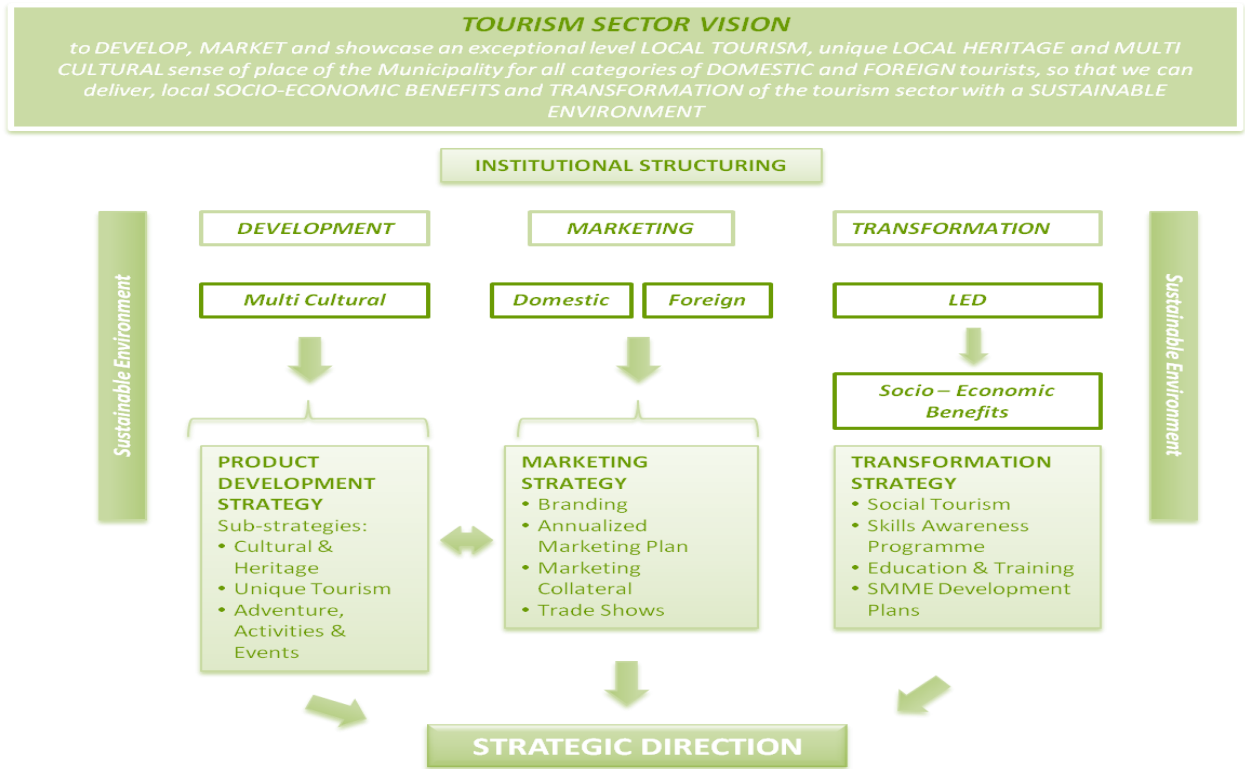 TOURISM SECTOR VISION
to DEVELOP, MARKET and showcase an exceptional level LOCAL TOURISM, unique LOCAL HERITAGE and MULTI
CULTURAL sense of place of the Municipality for all categories of DOMESTIC and FOREIGN tourists, so that we can
deliver, local SOCIO-ECONOMIC BENEFITS and TRANSFORMATION of the tourism sector with a SUSTAINABLE
ENVIRONMENT
INSTITUTIONAL STRUCTURING
Sustainable Environment
DEVELOPMENT
MARKETING
TRANSFORMATION
Sustainable Environment
Multi Cultural
Domestic
Foreign
LED
Socio – Economic
Benefits
PRODUCT
DEVELOPMENT
STRATEGY
Sub-strategies:
• Cultural &
Heritage
• Unique Tourism
• Adventure,
Activities &
Events
MARKETING
STRATEGY
• Branding
• Annualized
Marketing Plan
• Marketing
Collateral
• Trade Shows
TRANSFORMATION
STRATEGY
• Social Tourism
• Skills Awareness
Programme
• Education & Training
• SMME Development
Plans
STRATEGIC DIRECTION